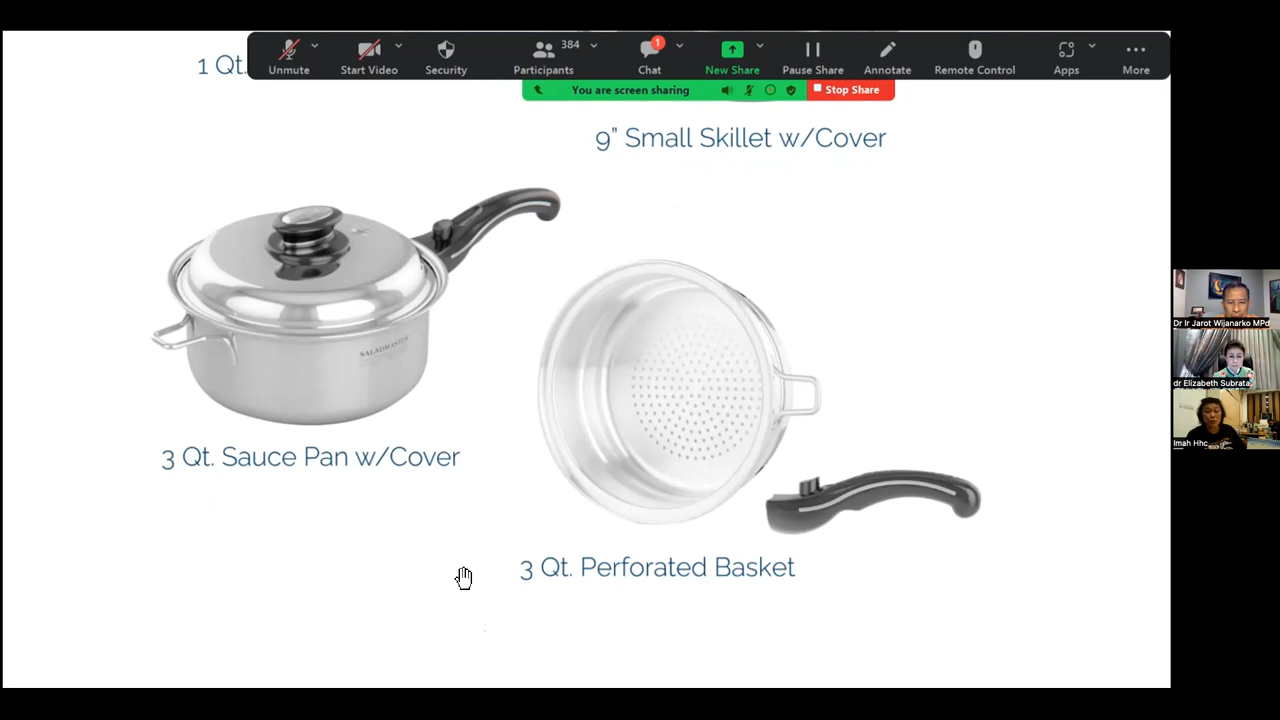 1 Qt.
Unmute
Start Video
Security
Participants
384
Chat
1
New Share
Pause Share
Annotate
Remote Control
Apps
More
You are screen sharing
Stop Share
9” Small Skillet w/Cover
SALADMASTER
3 Qt. Sauce Pan w/Cover
3 Qt. Perforated Basket
Dr Ir Jarot Wijanarko MPd
dr Elizabeth Subrata
Imah Hhc